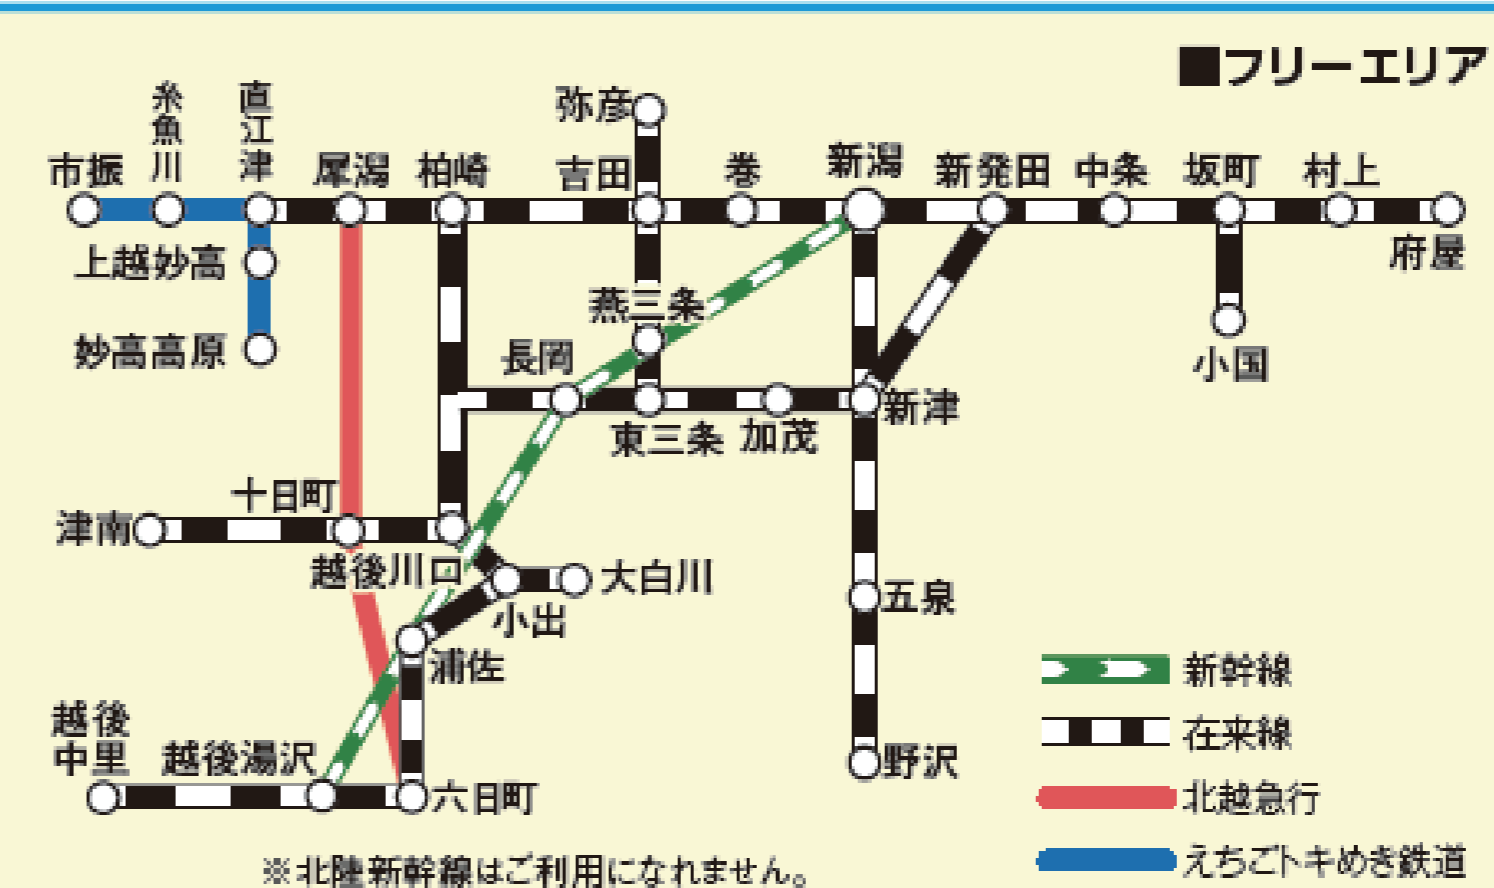 ■フリーエリア
糸魚川
直江津
弥彦
市振
犀潟
柏崎
吉田
巻
新潟
新発田
中条
坂町
村上
府屋
上越妙高
妙高高原
燕三条
長岡
小国
東三条
加茂
新津
十日町
津南
越後川口
大白川
小出
五泉
浦佐
越後
中里
越後湯沢
六日町
野沢
新幹線
在来線
北越急行
えちごトキめき鉄道
※北陸新幹線はご利用になれません。